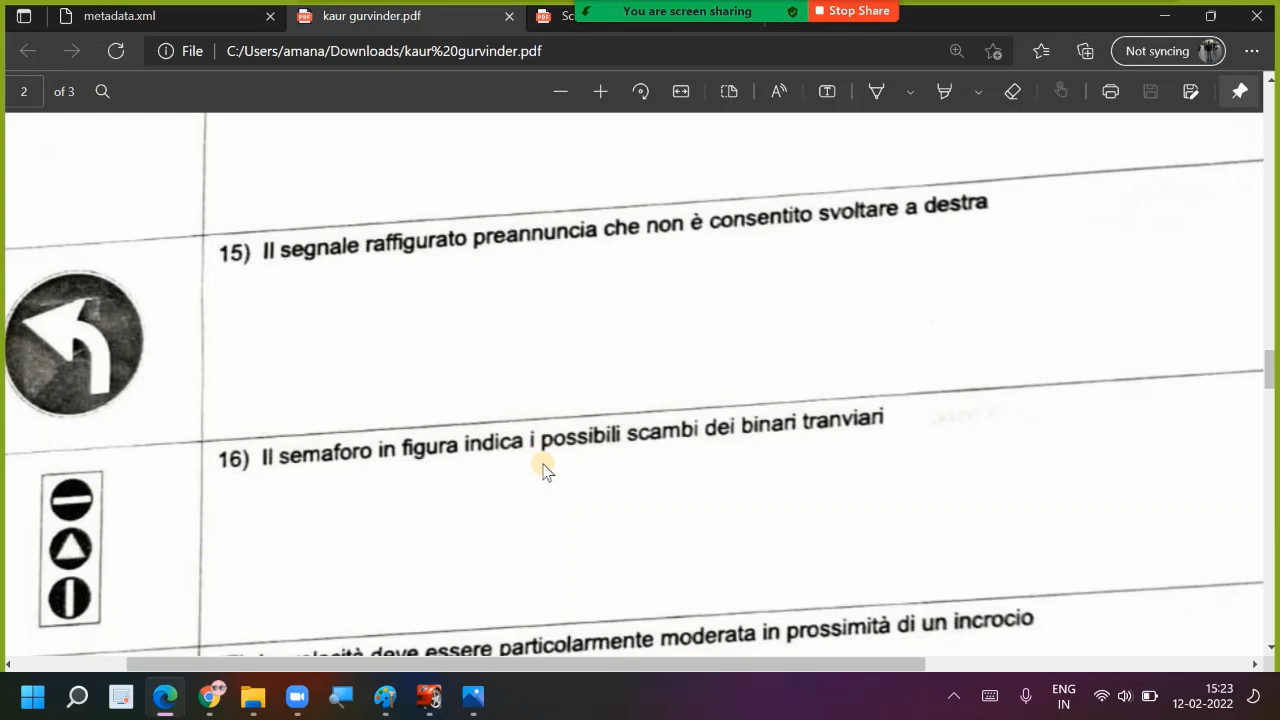 metadata.xml
kaur gurvinder.pdf
You are screen sharing
Stop Share
File
C:/Users/amana/Downloads/kaur%20gurvinder.pdf
Not syncing
2 of 3
15) Il segnale raffigurato preannuncia che non è consentito svoltare a destra
16) Il semaforo in figura indica i possibili scambi dei binari tranviari
deve essere particolarmente moderata in prossimità di un incrocio
ENG
IN
15:23
12-02-2022